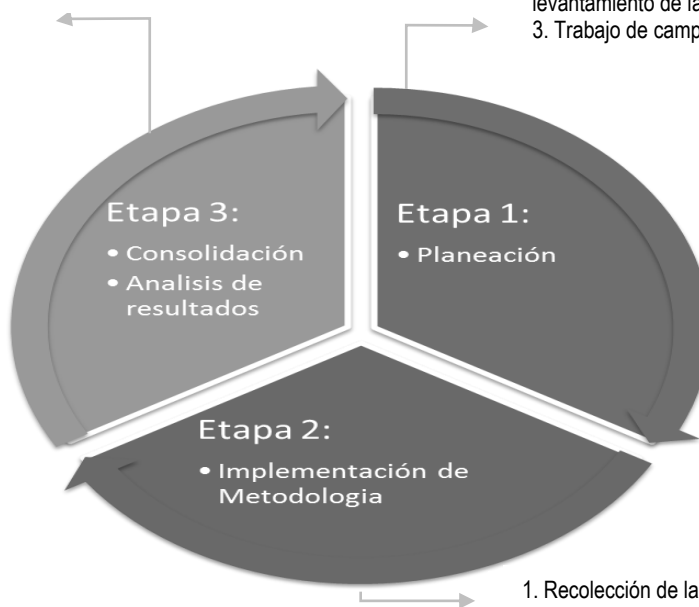 levantamiento de la
3. Trabajo de camp
Etapa 3:
• Consolidación
• Analisis de
resultados
Etapa 1:
• Planeación
Etapa 2:
• Implementación de
Metodologia
1. Recolección de la